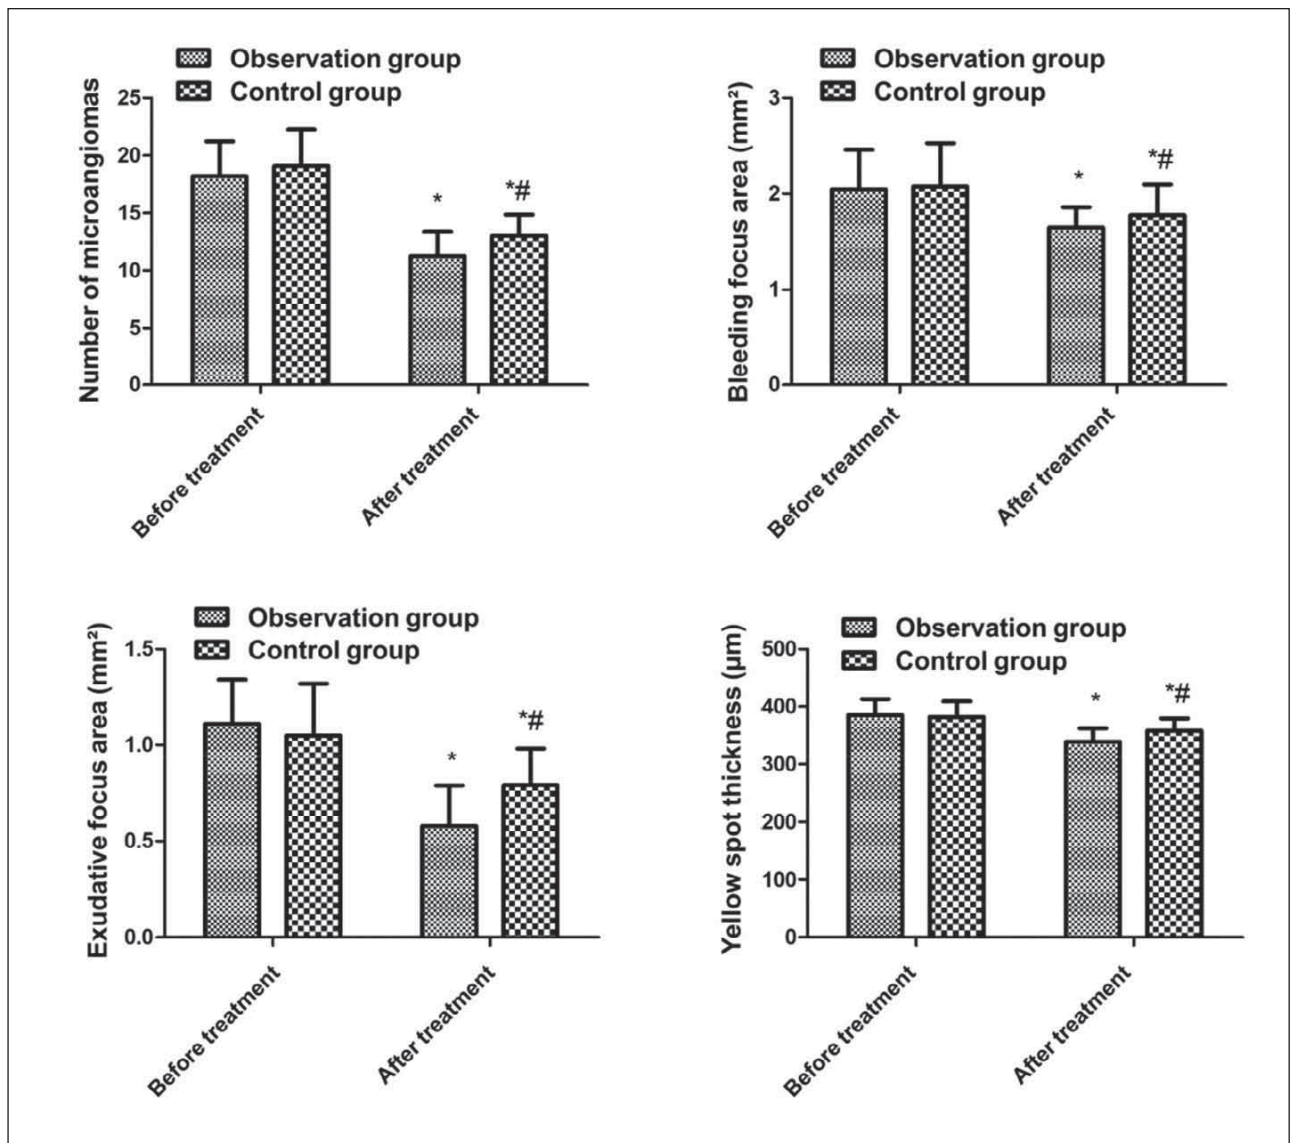 Observation group
Control group
Number of microangiomas
25
20
15
10
5
0
*
*#
Before treatment
After treatment
Observation group
Control group
Bleeding focus area (mm²)
3
2
1
0
*
*#
Before treatment
After treatment
Observation group
Control group
Exudative focus area (mm²)
1.5
1.0
0.5
0.0
*
*#
Before treatment
After treatment
Observation group
Control group
Yellow spot thickness (μm)
500
400
300
200
100
0
*
*#
Before treatment
After treatment